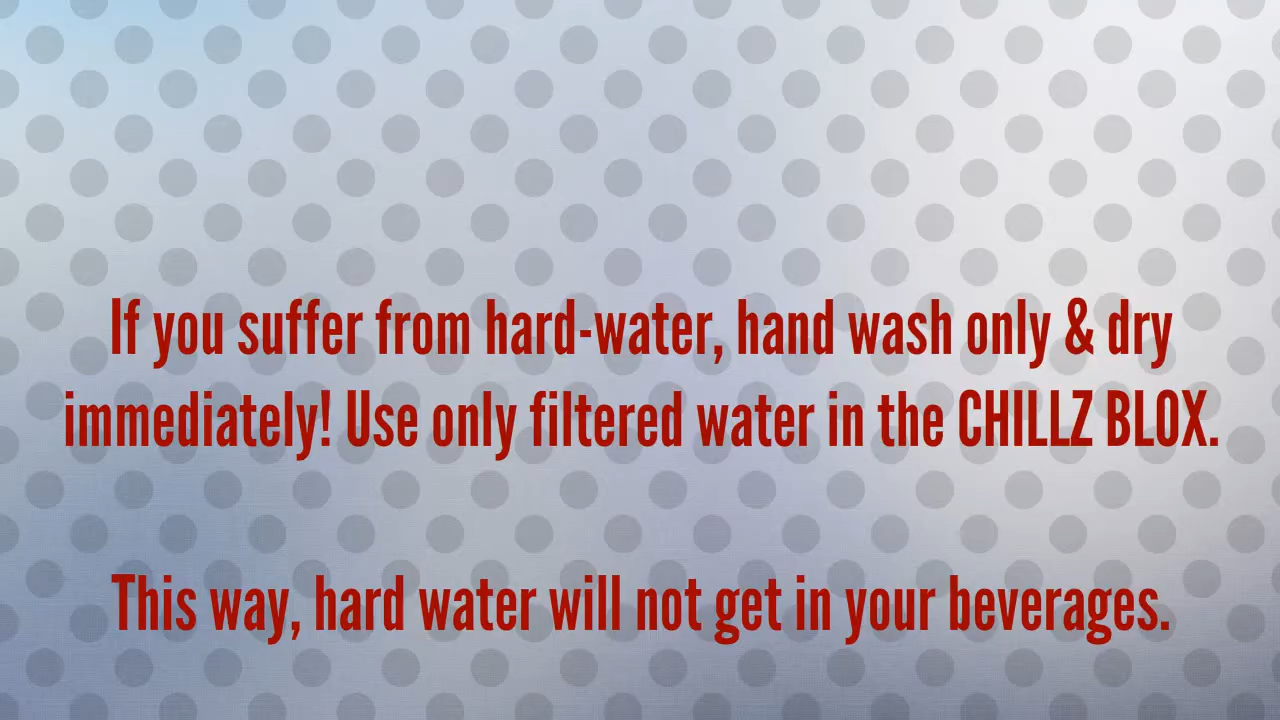 If you suffer from hard-water, hand wash only & dry
immediately! Use only filtered water in the CHILLZ BLOX.
This way, hard water will not get in your beverages.